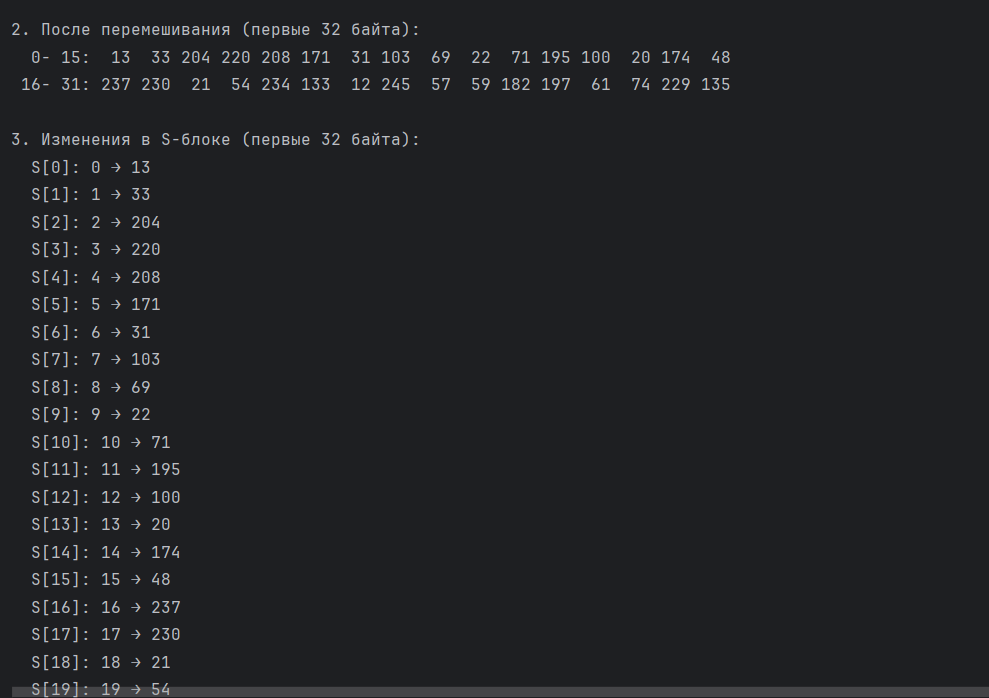 2. После перемешивания (первые 32 байта):
0- 15: 13 33 204 220 208 171 31 103 69 22 71 195 100 20 174 48
16- 31: 237 230 21 54 234 133 12 245 57 59 182 197 61 74 229 135
3. Изменения в S-блоке (первые 32 байта):
S[0]: 0 → 13
S[1]: 1 → 33
S[2]: 2 → 204
S[3]: 3 → 220
S[4]: 4 → 208
S[5]: 5 → 171
S[6]: 6 → 31
S[7]: 7 → 103
S[8]: 8 → 69
S[9]: 9 → 22
S[10]: 10 → 71
S[11]: 11 → 195
S[12]: 12 → 100
S[13]: 13 → 20
S[14]: 14 → 174
S[15]: 15 → 48
S[16]: 16 → 237
S[17]: 17 → 230
S[18]: 18 → 21
S[19]: 19 → 54